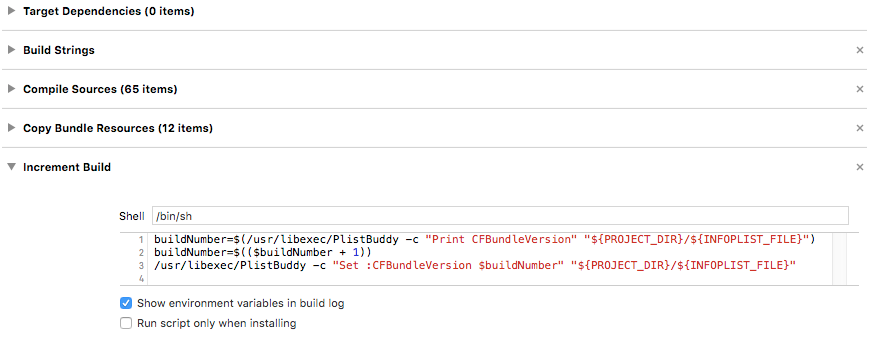 Target Dependencies (0 items)
Build Strings
Compile Sources (65 items)
Copy Bundle Resources (12 items)
Increment Build
Shell /bin/sh
1 buildNumber=$(/usr/libexec/PlistBuddy -c "Print CFBundleVersion" "${PROJECT_DIR}/${INFOPLIST_FILE}")
2 buildNumber=$(($buildNumber + 1))
3 /usr/libexec/PlistBuddy -c "Set :CFBundleVersion $buildNumber" "${PROJECT_DIR}/${INFOPLIST_FILE}"
4
Show environment variables in build log
Run script only when installing